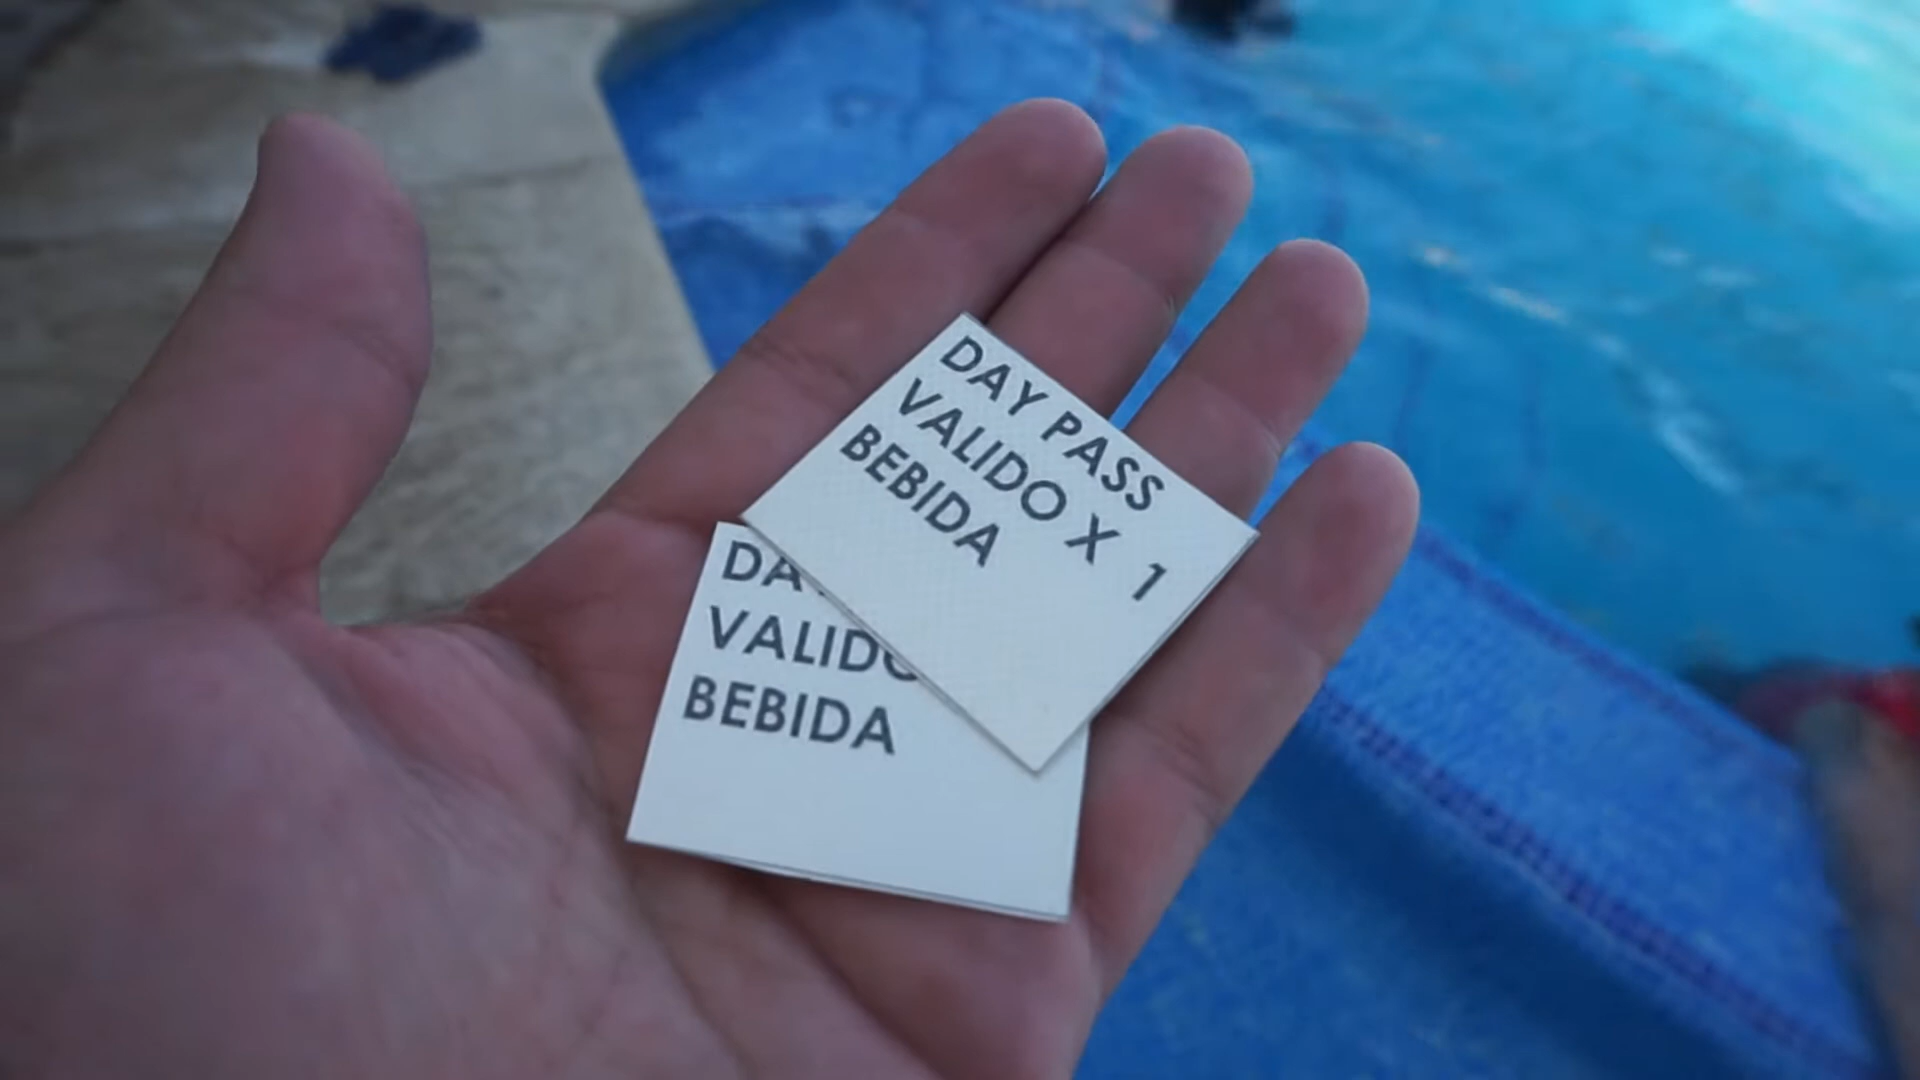 DAY PASS
VALIDO X 1
BEBIDA
VALIDO
BEBIDA